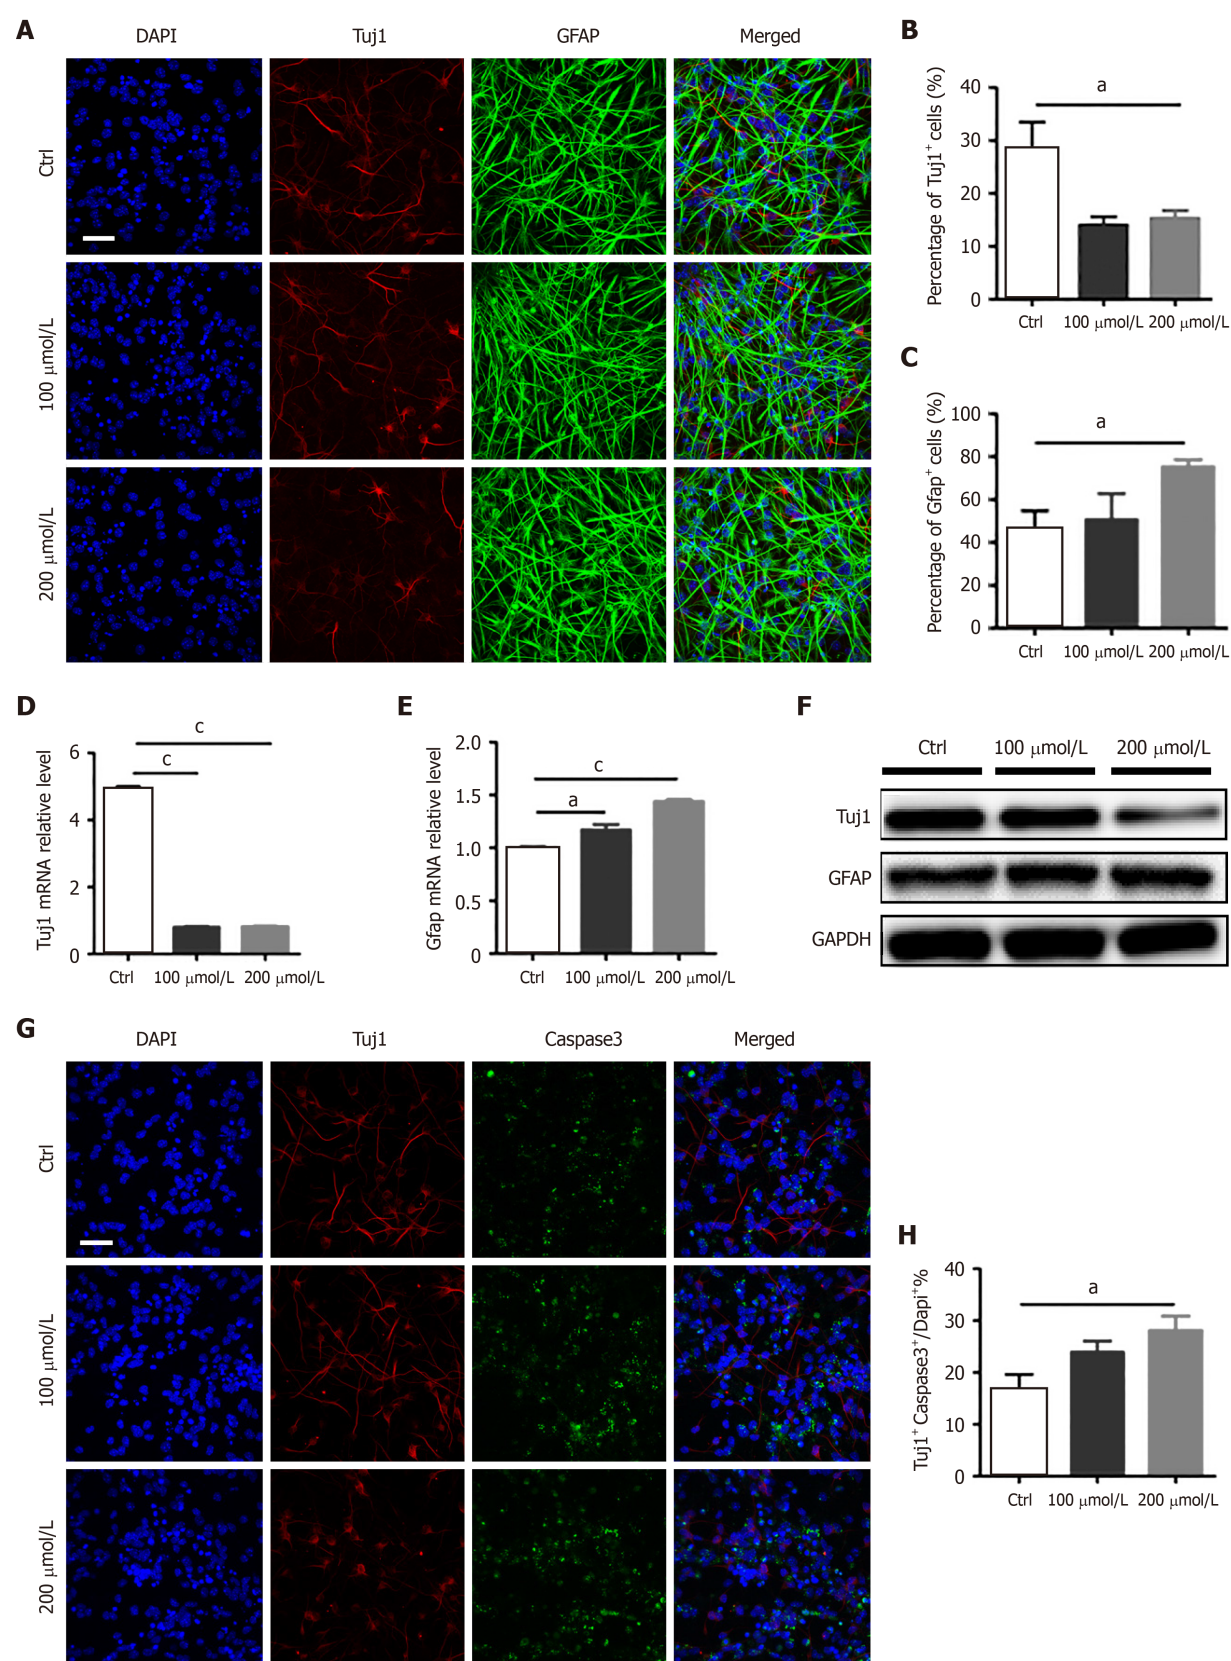 A
DAPI
Tuj1
GFAP
Merged
Ctrl
100 μmol/L
200 μmol/L
B
Percentage of Tuj1⁺ cells (%)
40
30
20
10
0
a
Ctrl
100 μmol/L
200 μmol/L
C
Percentage of Gfap⁺ cells (%)
100
80
60
40
20
0
a
Ctrl
100 μmol/L
200 μmol/L
D
Tuj1 mRNA relative level
6
4
2
0
c
c
Ctrl
100 μmol/L
200 μmol/L
E
Gfap mRNA relative level
2.0
1.5
1.0
0.5
0
c
a
Ctrl
100 μmol/L
200 μmol/L
F
Ctrl
100 μmol/L
200 μmol/L
Tuj1
GFAP
GAPDH
G
DAPI
Tuj1
Caspase3
Merged
Ctrl
100 μmol/L
200 μmol/L
H
Tuj1⁺ Caspase3⁺/Dapi⁺%
40
30
20
10
0
a
Ctrl
100 μmol/L
200 μmol/L